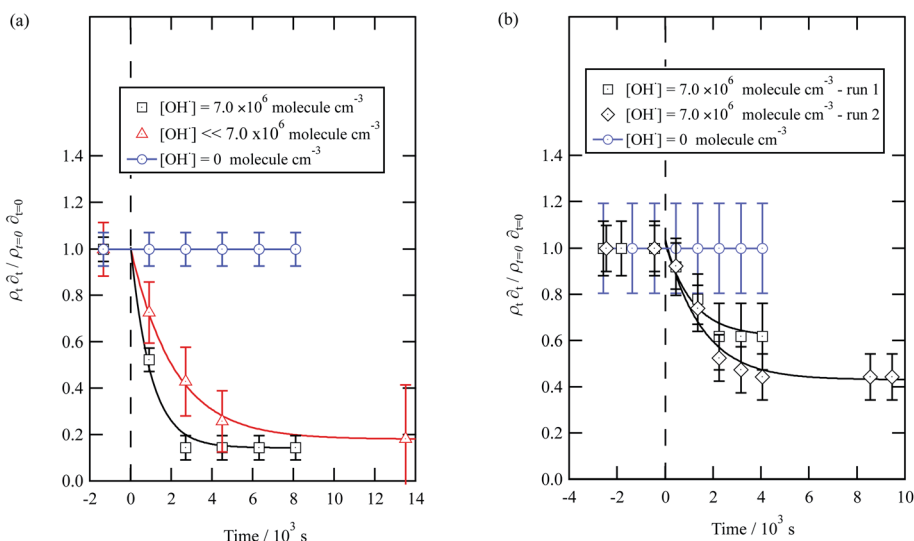 (a)
[OH·] = 7.0 ×10⁶ molecule cm⁻³
[OH·] << 7.0 x10⁶ molecule cm⁻³
[OH·] = 0 molecule cm⁻³
1.4
1.2
1.0
0.8
0.6
0.4
0.2
0.0
ρₜ ∂ₜ / ρₜ₌₀ ∂ₜ₌₀
-2 0 2 4 6 8 10 12 14
Time / 10³ s
(b)
[OH·] = 7.0 ×10⁶ molecule cm⁻³ - run 1
[OH·] = 7.0 ×10⁶ molecule cm⁻³ - run 2
[OH·] = 0 molecule cm⁻³
1.4
1.2
1.0
0.8
0.6
0.4
0.2
0.0
ρₜ ∂ₜ / ρₜ₌₀ ∂ₜ₌₀
-4 -2 0 2 4 6 8 10
Time / 10³ s